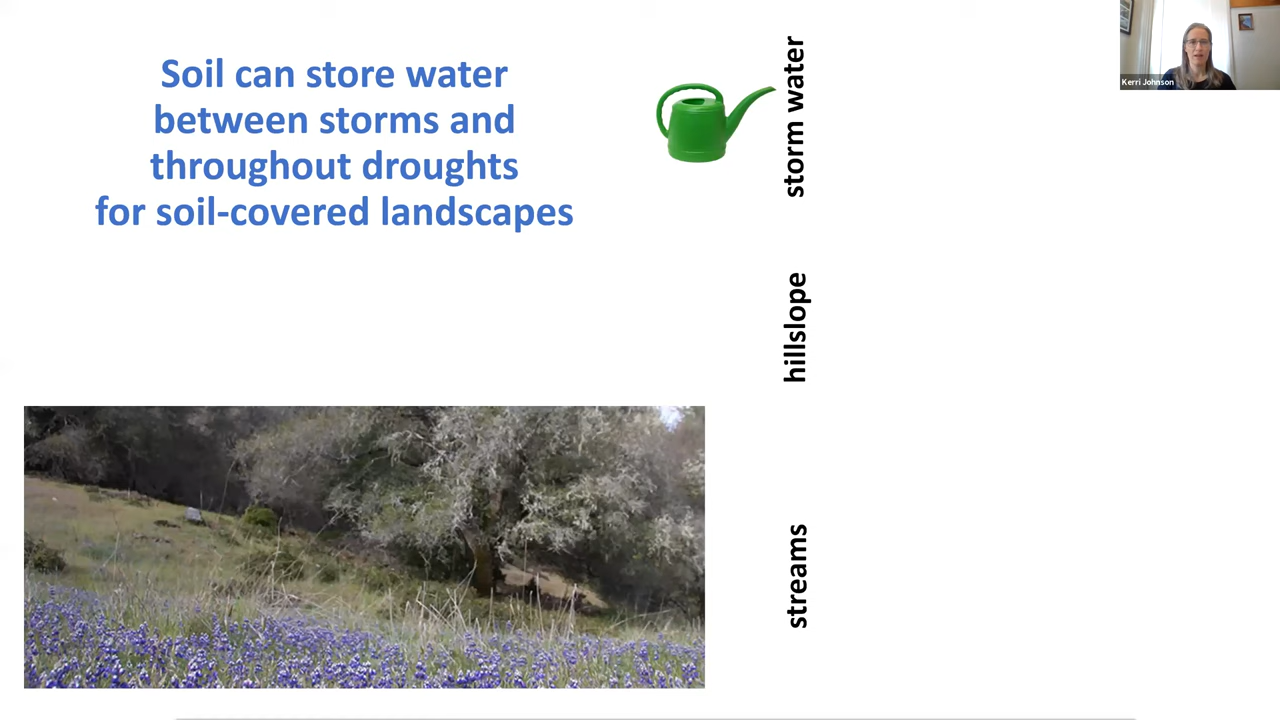 Soil can store water
between storms and
throughout droughts
for soil-covered landscapes
storm water
hillslope
streams
Kerri Johnson